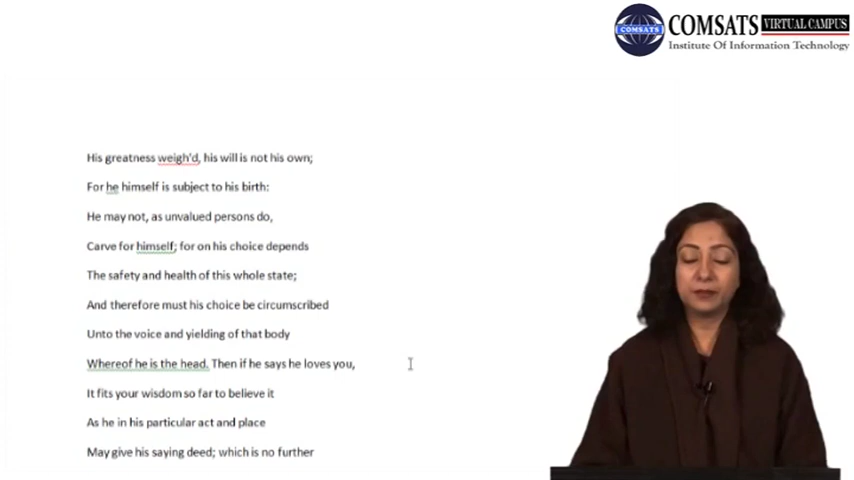 COMSATS VIRTUAL CAMPUS
COMSATS
Institute Of Information Technology
His greatness weigh'd, his will is not his own;
For he himself is subject to his birth:
He may not, as unvalued persons do,
Carve for himself; for on his choice depends
The safety and health of this whole state;
And therefore must his choice be circumscribed
Unto the voice and yielding of that body
Whereof he is the head. Then if he says he loves you,
It fits your wisdom so far to believe it
As he in his particular act and place
May give his saying deed; which is no further